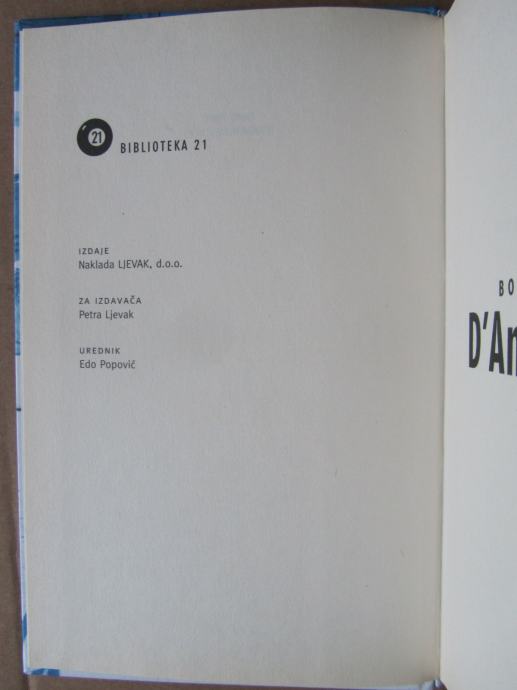 21
BIBLIOTEKA 21
IZDAJE
Naklada LJEVAK, d.o.o.
ZA IZDAVAČA
Petra Ljevak
UREDNIK
Edo Popović
BO
D'An